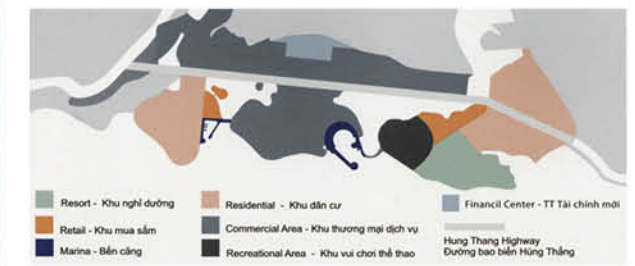 Resort - Khu nghỉ dưỡng
Retail - Khu mua sắm
Marina - Bến cảng
Residential - Khu dân cư
Commercial Area - Khu thương mại dịch vụ
Recreational Area - Khu vui chơi thể thao
Financil Center - TT Tài chính mới
Hung Thang Highway
Đường bao biển Hùng Thắng